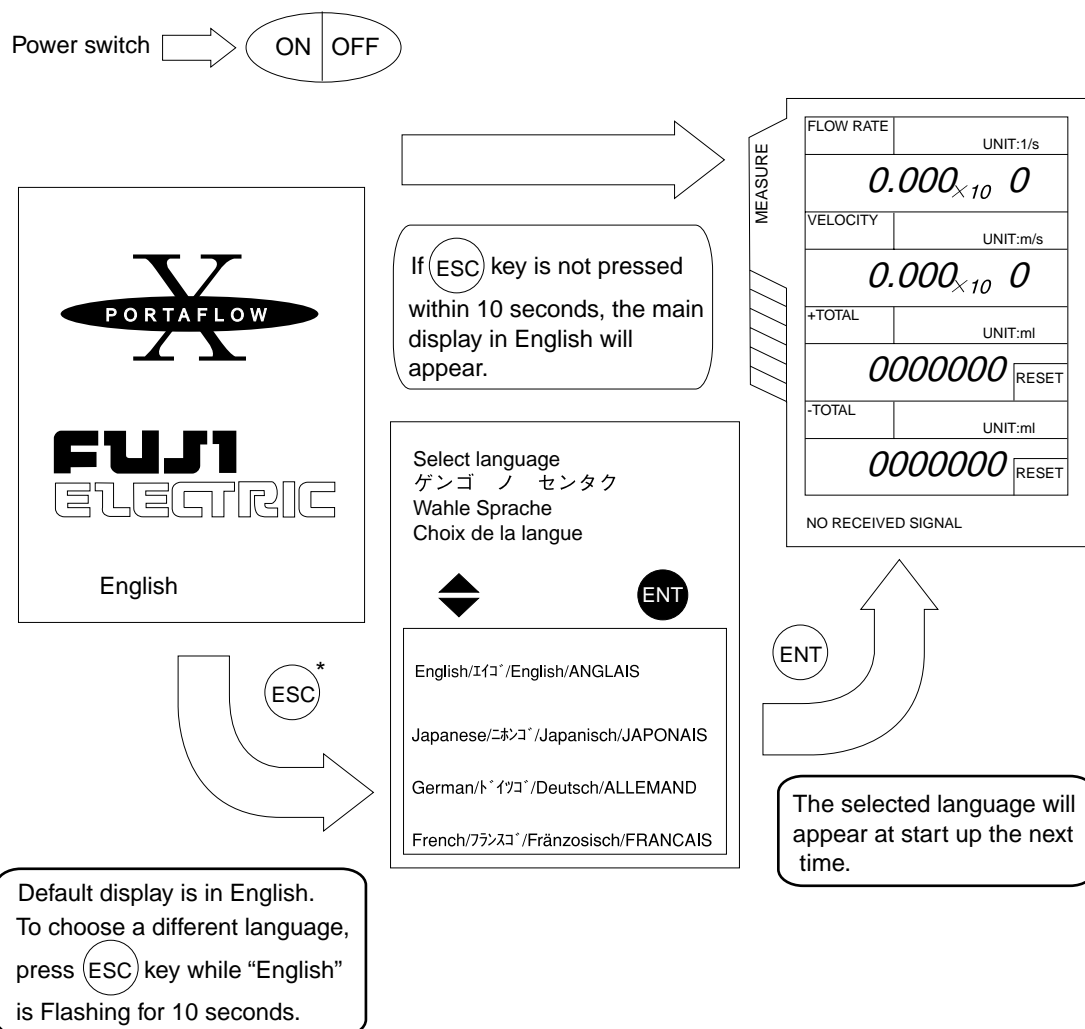 Power switch
ON OFF
X
PORTAFLOW
FUJI
ELECTRIC
English
If ESC key is not pressed
within 10 seconds, the main
display in English will
appear.
MEASURE
FLOW RATE
UNIT:1/s
0.000×10 0
VELOCITY
UNIT:m/s
0.000×10 0
+TOTAL
UNIT:ml
0000000 RESET
-TOTAL
UNIT:ml
0000000 RESET
NO RECEIVED SIGNAL
Select language
ゲンゴ ノ センタク
Wahle Sprache
Choix de la langue
ENT
English/エイゴ/English/ANGLAIS
Japanese/ニホンゴ/Japanisch/JAPONAIS
German/ドイツゴ/Deutsch/ALLEMAND
French/フランスゴ/Fränzosisch/FRANCAIS
ESC*
ENT
The selected language will
appear at start up the next
time.
Default display is in English.
To choose a different language,
press ESC key while “English”
is Flashing for 10 seconds.